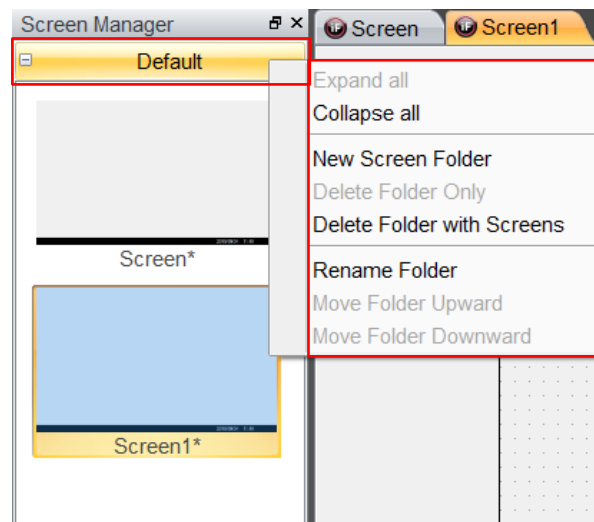 Screen Manager
Screen
Screen1
Default
Expand all
Collapse all
New Screen Folder
Delete Folder Only
Delete Folder with Screens
Rename Folder
Move Folder Upward
Move Folder Downward
Screen*
Screen1*